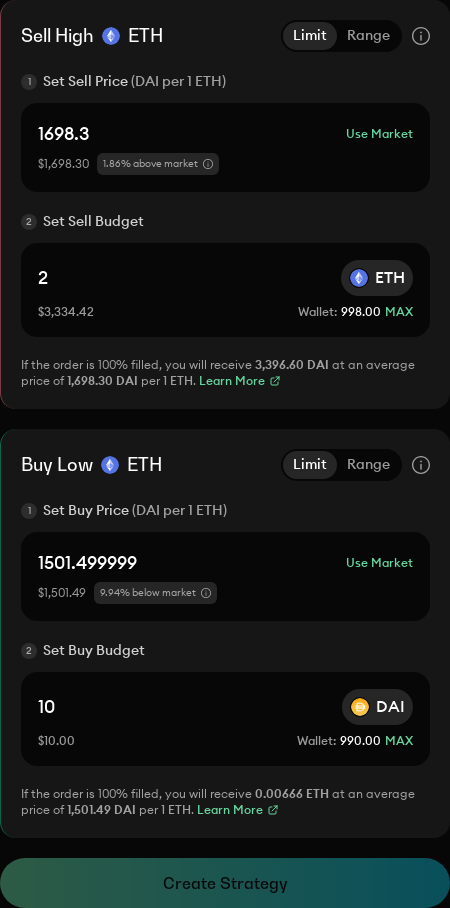 Sell High ETH Limit Range
1 Set Sell Price (DAI per 1 ETH)
1698.3 Use Market
$1,698.30 1.86% above market
2 Set Sell Budget
2 ETH
$3,334.42 Wallet: 998.00 MAX
If the order is 100% filled, you will receive 3,396.60 DAI at an average
price of 1,698.30 DAI per 1 ETH. Learn More
Buy Low ETH Limit Range
1 Set Buy Price (DAI per 1 ETH)
1501.499999 Use Market
$1,501.49 9.94% below market
2 Set Buy Budget
10 DAI
$10.00 Wallet: 990.00 MAX
If the order is 100% filled, you will receive 0.00666 ETH at an average
price of 1,501.49 DAI per 1 ETH. Learn More
Create Strategy